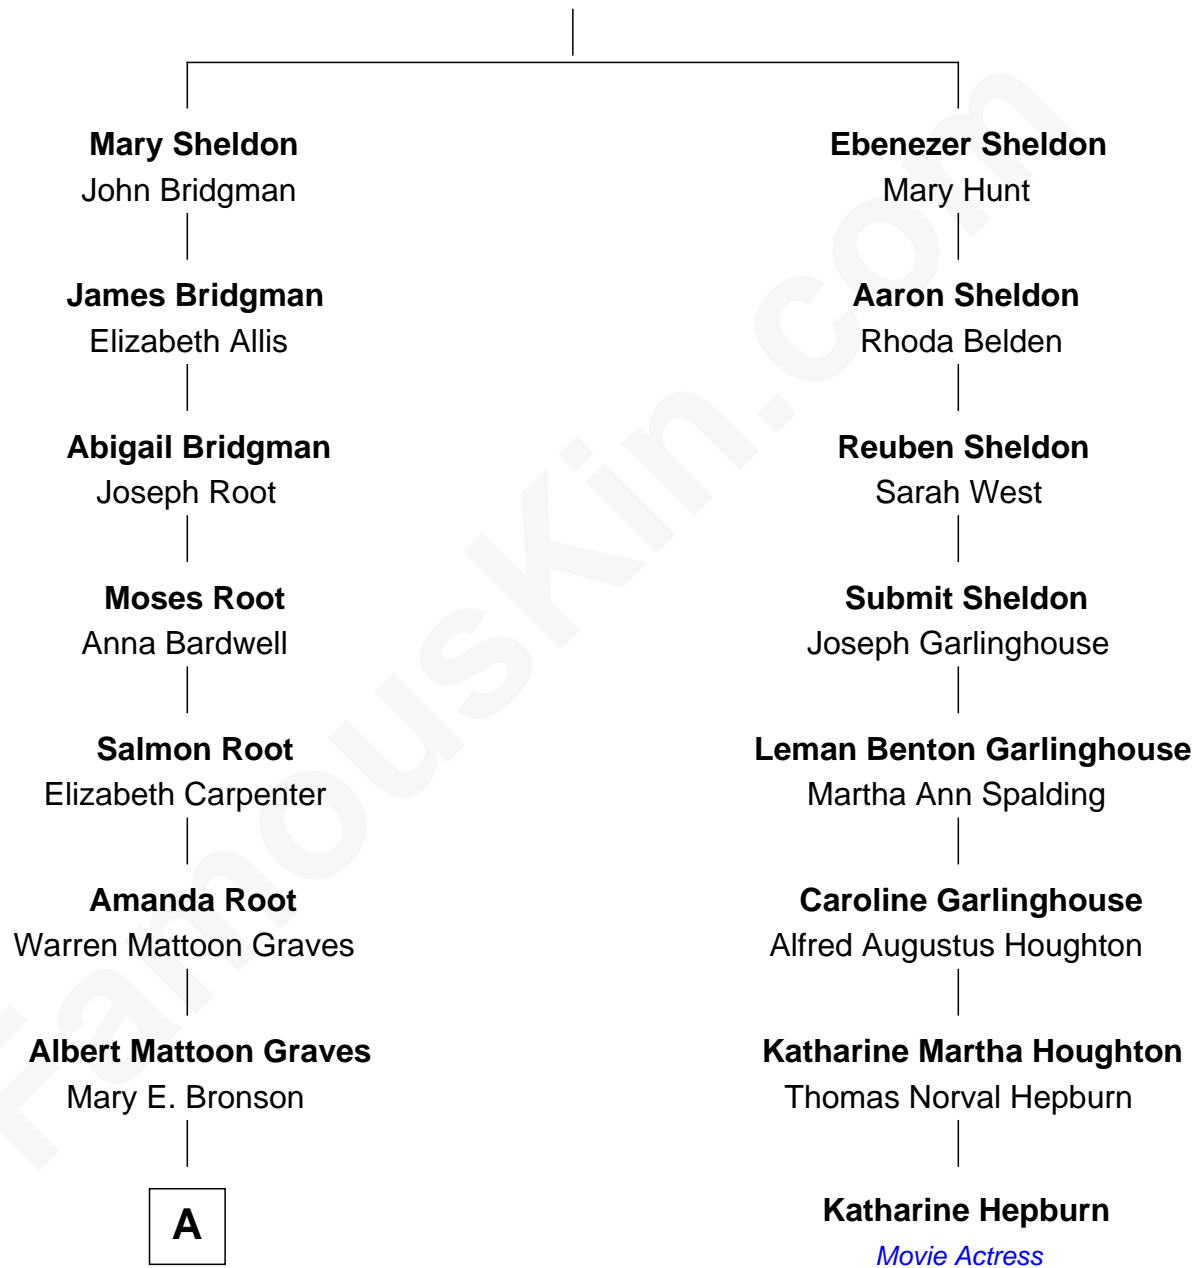 Mary Sheldon
John Bridgman
James Bridgman
Elizabeth Allis
Abigail Bridgman
Joseph Root
Moses Root
Anna Bardwell
Salmon Root
Elizabeth Carpenter
Amanda Root
Warren Mattoon Graves
Albert Mattoon Graves
Mary E. Bronson
A
Ebenezer Sheldon
Mary Hunt
Aaron Sheldon
Rhoda Belden
Reuben Sheldon
Sarah West
Submit Sheldon
Joseph Garlinghouse
Leman Benton Garlinghouse
Martha Ann Spalding
Caroline Garlinghouse
Alfred Augustus Houghton
Katharine Martha Houghton
Thomas Norval Hepburn
Katharine Hepburn
Movie Actress
FamousKin.com